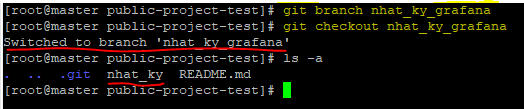 [root@master public-project-test]# git branch nhat_ky_grafana
[root@master public-project-test]# git checkout nhat_ky_grafana
Switched to branch 'nhat_ky_grafana'
[root@master public-project-test]# ls -a
. .. .git nhat_ky README.md
[root@master public-project-test]#